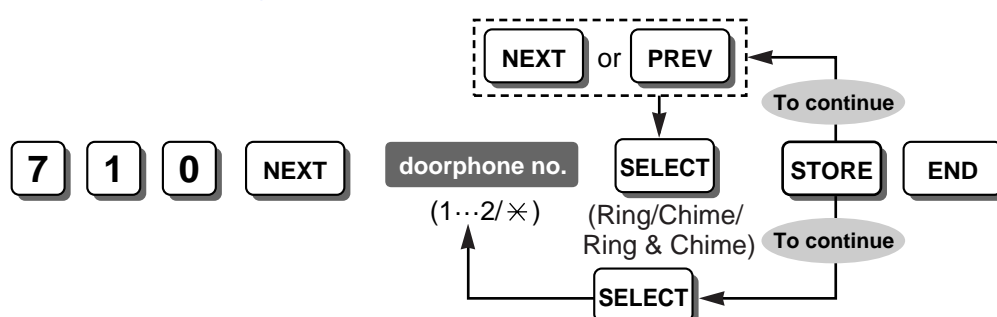 NEXT or PREV
To continue
7 1 0 NEXT doorphone no. SELECT STORE END
(1···2/✳)
(Ring/Chime/
Ring & Chime)
To continue
SELECT